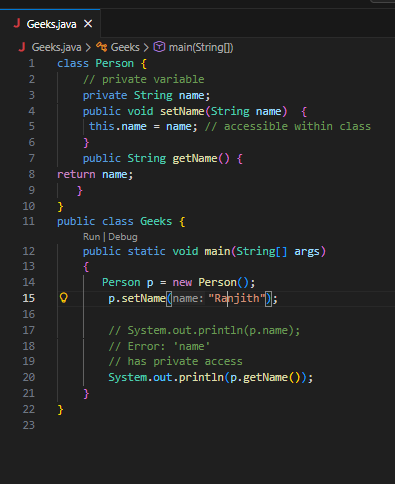 J Geeks.java ×
J Geeks.java > Geeks > main(String[])
1 class Person {
2 // private variable
3 private String name;
4 public void setName(String name) {
5 this.name = name; // accessible within class
6 }
7 public String getName() {
8 return name;
9 }
10 }
11 public class Geeks {
Run | Debug
12 public static void main(String[] args)
13 {
14 Person p = new Person();
15 p.setName(name: "Ranjith");
16
17 // System.out.println(p.name);
18 // Error: 'name'
19 // has private access
20 System.out.println(p.getName());
21 }
22 }
23